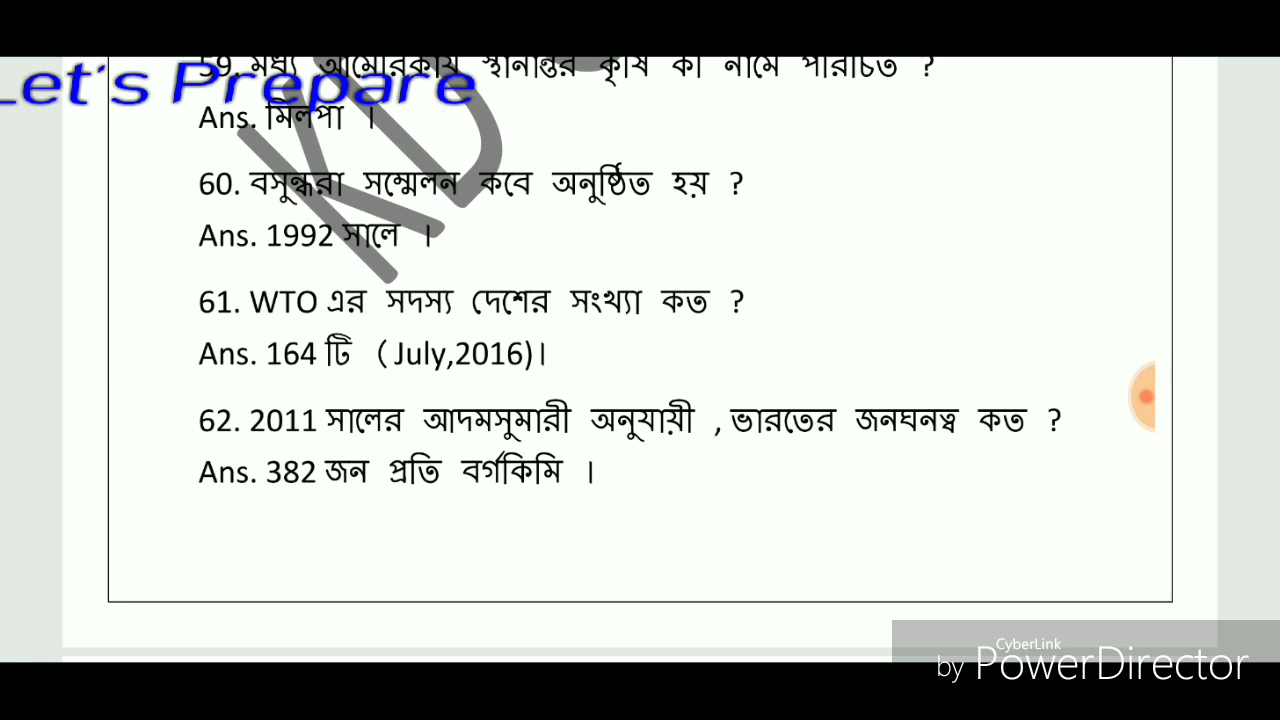 59. মধ্য আমেরিকায় স্থানান্তর কৃষি কী নামে পরিচিত ?
Let's Prepare
Ans. মিলপা ।
KD
60. বসুন্ধরা সম্মেলন কবে অনুষ্ঠিত হয় ?
Ans. 1992 সালে ।
61. WTO এর সদস্য দেশের সংখ্যা কত ?
Ans. 164 টি ( July,2016)।
62. 2011 সালের আদমসুমারী অনুযায়ী , ভারতের জনঘনত্ব কত ?
Ans. 382 জন প্রতি বর্গকিমি ।
CyberLink
by PowerDirector